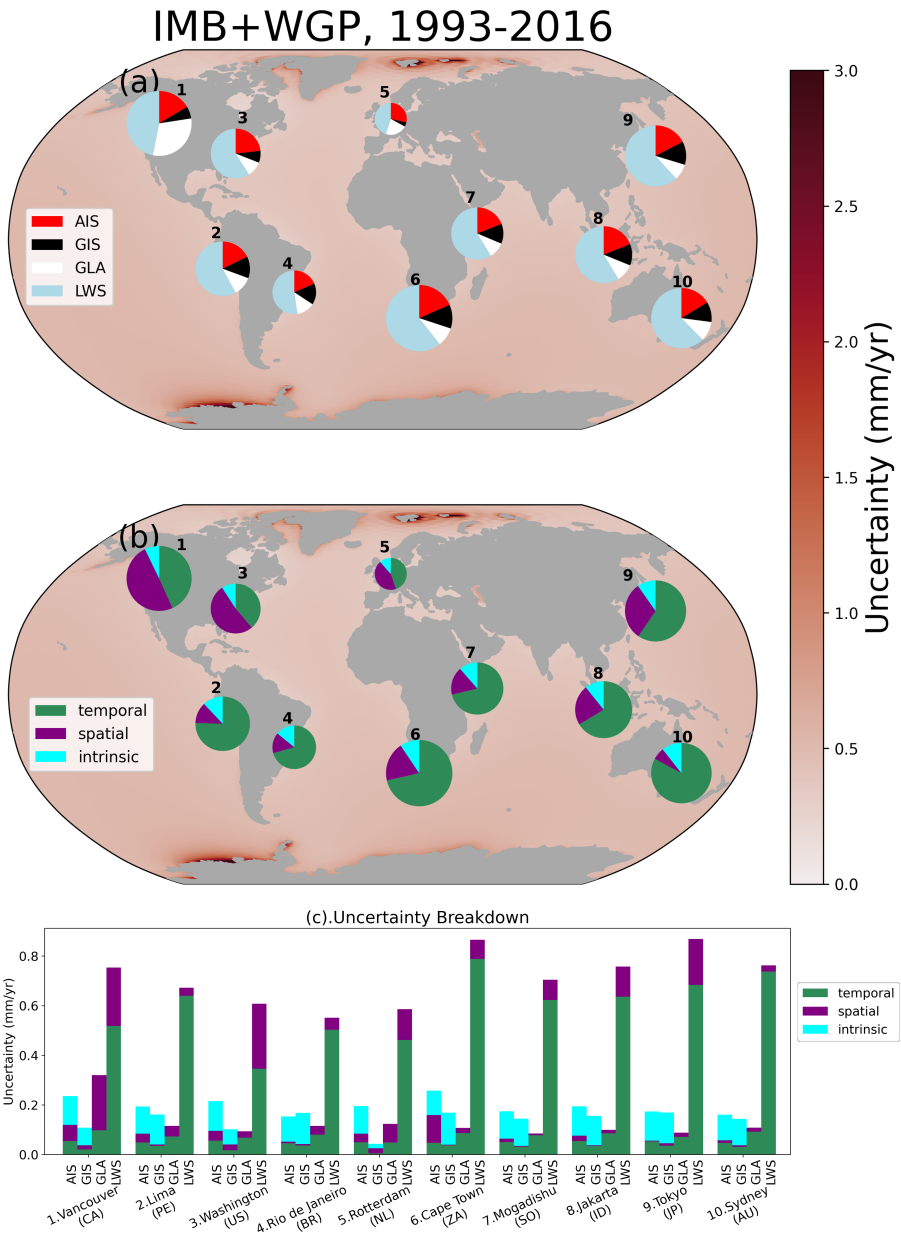 IMB+WGP, 1993-2016
(a)
1
2
3
4
5
6
7
8
9
10
AIS
GIS
GLA
LWS
3.0
2.5
2.0
1.5
1.0
0.5
0.0
Uncertainty (mm/yr)
(b)
1
2
3
4
5
6
7
8
9
10
temporal
spatial
intrinsic
(c).Uncertainty Breakdown
Uncertainty (mm/yr)
0.8
0.6
0.4
0.2
0.0
temporal
spatial
intrinsic
AIS GIS GLA LWS
AIS GIS GLA LWS
AIS GIS GLA LWS
AIS GIS GLA LWS
AIS GIS GLA LWS
AIS GIS GLA LWS
AIS GIS GLA LWS
AIS GIS GLA LWS
AIS GIS GLA LWS
AIS GIS GLA LWS
1.Vancouver
(CA)
2.Lima
(PE)
3.Washington
(US)
4.Rio de Janeiro
(BR)
5.Rotterdam
(NL)
6.Cape Town
(ZA)
7.Mogadishu
(SO)
8.Jakarta
(ID)
9.Tokyo
(JP)
10.Sydney
(AU)